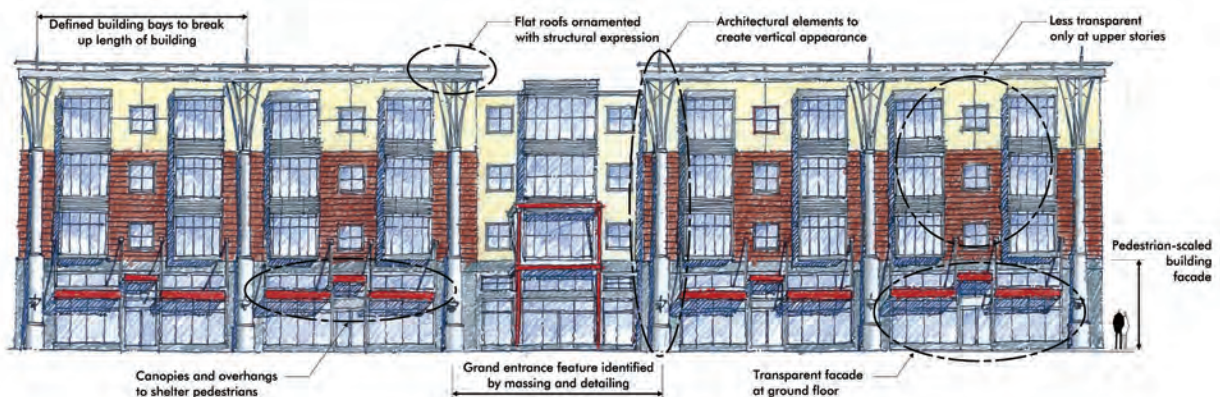 Defined building bays to break
up length of building
Flat roofs ornamented
with structural expression
Architectural elements to
create vertical appearance
Less transparent
only at upper stories
Pedestrian-scaled
building
facade
Canopies and overhangs
to shelter pedestrians
Grand entrance feature identified
by massing and detailing
Transparent facade
at ground floor